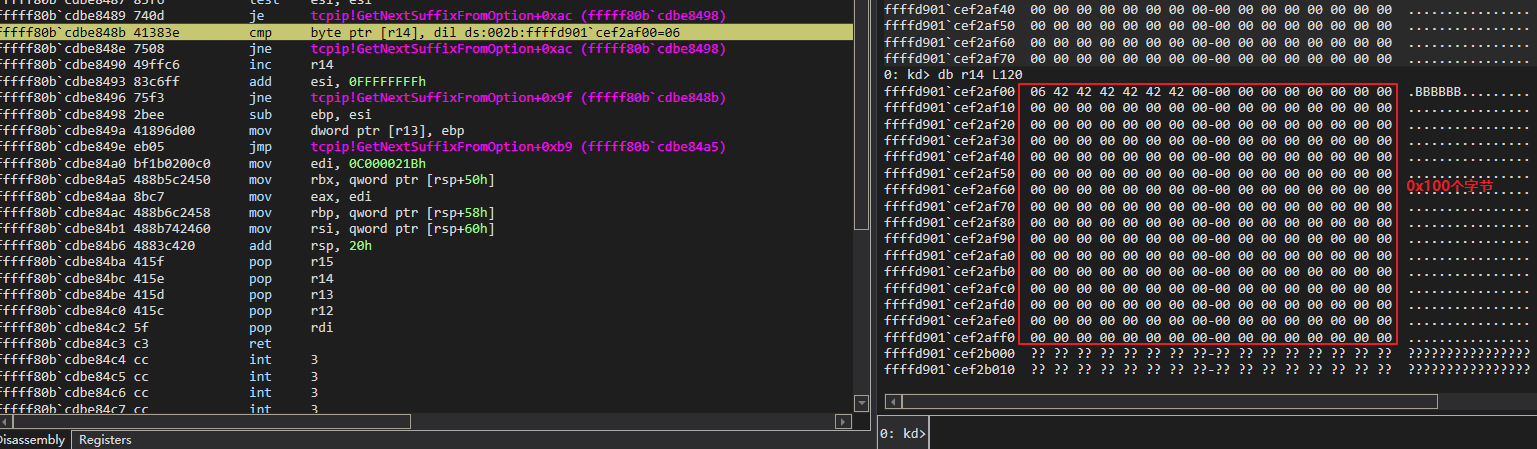 fffff80b`cdbe8487 85f6 test esi, esi
fffff80b`cdbe8489 740d je tcpip!GetNextSuffixFromOption+0xac (fffff80b`cdbe8498)
fffff80b`cdbe848b 41383e cmp byte ptr [r14], dil ds:002b:ffffd901`cef2af00=06
fffff80b`cdbe848e 7508 jne tcpip!GetNextSuffixFromOption+0xac (fffff80b`cdbe8498)
fffff80b`cdbe8490 49ffc6 inc r14
fffff80b`cdbe8493 83c6ff add esi, 0FFFFFFFFh
fffff80b`cdbe8496 75f3 jne tcpip!GetNextSuffixFromOption+0x9f (fffff80b`cdbe848b)
fffff80b`cdbe8498 2bee sub ebp, esi
fffff80b`cdbe849a 41896d00 mov dword ptr [r13], ebp
fffff80b`cdbe849e eb05 jmp tcpip!GetNextSuffixFromOption+0xb9 (fffff80b`cdbe84a5)
fffff80b`cdbe84a0 bf1b0200c0 mov edi, 0C000021Bh
fffff80b`cdbe84a5 488b5c2450 mov rbx, qword ptr [rsp+50h]
fffff80b`cdbe84aa 8bc7 mov eax, edi
fffff80b`cdbe84ac 488b6c2458 mov rbp, qword ptr [rsp+58h]
fffff80b`cdbe84b1 488b742460 mov rsi, qword ptr [rsp+60h]
fffff80b`cdbe84b6 4883c420 add rsp, 20h
fffff80b`cdbe84ba 415f pop r15
fffff80b`cdbe84bc 415e pop r14
fffff80b`cdbe84be 415d pop r13
fffff80b`cdbe84c0 415c pop r12
fffff80b`cdbe84c2 5f pop rdi
fffff80b`cdbe84c3 c3 ret
fffff80b`cdbe84c4 cc int 3
fffff80b`cdbe84c5 cc int 3
fffff80b`cdbe84c6 cc int 3
fffff80b`cdbe84c7 cc int 3
Disassembly Registers
ffffd901`cef2af40 00 00 00 00 00 00 00 00-00 00 00 00 00 00 00 00 ................
ffffd901`cef2af50 00 00 00 00 00 00 00 00-00 00 00 00 00 00 00 00 ................
ffffd901`cef2af60 00 00 00 00 00 00 00 00-00 00 00 00 00 00 00 00 ................
ffffd901`cef2af70 00 00 00 00 00 00 00 00-00 00 00 00 00 00 00 00 ................
0: kd> db r14 L120
ffffd901`cef2af00 06 42 42 42 42 42 42 00-00 00 00 00 00 00 00 00 .BBBBBB.........
ffffd901`cef2af10 00 00 00 00 00 00 00 00-00 00 00 00 00 00 00 00 ................
ffffd901`cef2af20 00 00 00 00 00 00 00 00-00 00 00 00 00 00 00 00 ................
ffffd901`cef2af30 00 00 00 00 00 00 00 00-00 00 00 00 00 00 00 00 ................
ffffd901`cef2af40 00 00 00 00 00 00 00 00-00 00 00 00 00 00 00 00 ................
ffffd901`cef2af50 00 00 00 00 00 00 00 00-00 00 00 00 00 00 00 00 ................
ffffd901`cef2af60 00 00 00 00 00 00 00 00-00 00 00 00 00 00 00 00 ................
0x100个字节
ffffd901`cef2af70 00 00 00 00 00 00 00 00-00 00 00 00 00 00 00 00 ................
ffffd901`cef2af80 00 00 00 00 00 00 00 00-00 00 00 00 00 00 00 00 ................
ffffd901`cef2af90 00 00 00 00 00 00 00 00-00 00 00 00 00 00 00 00 ................
ffffd901`cef2afa0 00 00 00 00 00 00 00 00-00 00 00 00 00 00 00 00 ................
ffffd901`cef2afb0 00 00 00 00 00 00 00 00-00 00 00 00 00 00 00 00 ................
ffffd901`cef2afc0 00 00 00 00 00 00 00 00-00 00 00 00 00 00 00 00 ................
ffffd901`cef2afd0 00 00 00 00 00 00 00 00-00 00 00 00 00 00 00 00 ................
ffffd901`cef2afe0 00 00 00 00 00 00 00 00-00 00 00 00 00 00 00 00 ................
ffffd901`cef2aff0 00 00 00 00 00 00 00 00-00 00 00 00 00 00 00 00 ................
ffffd901`cef2b000 ?? ?? ?? ?? ?? ?? ?? ??-?? ?? ?? ?? ?? ?? ?? ?? ????????????????
ffffd901`cef2b010 ?? ?? ?? ?? ?? ?? ?? ??-?? ?? ?? ?? ?? ?? ?? ?? ????????????????
0: kd>